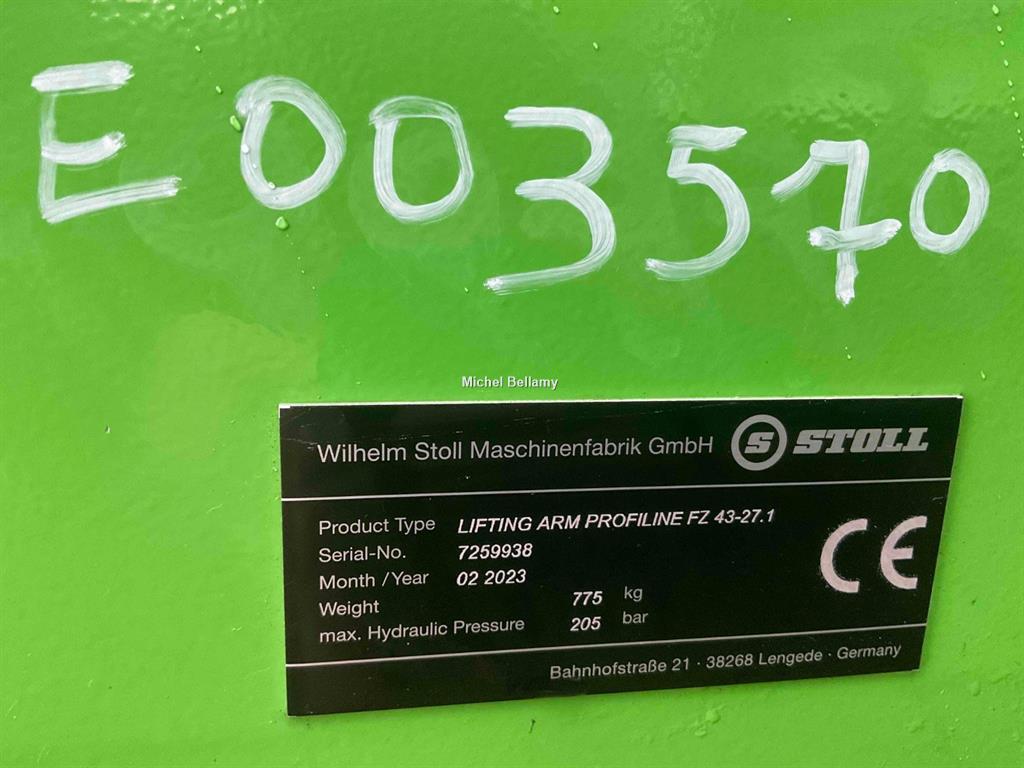 E003570
Michel Bellamy
Wilhelm Stoll Maschinenfabrik GmbH S STOLL
Product Type LIFTING ARM PROFILINE FZ 43-27.1
Serial-No. 7259938
Month /Year 02 2023
Weight 775 kg
max. Hydraulic Pressure 205 bar
CE
Bahnhofstraße 21 · 38268 Lengede · Germany